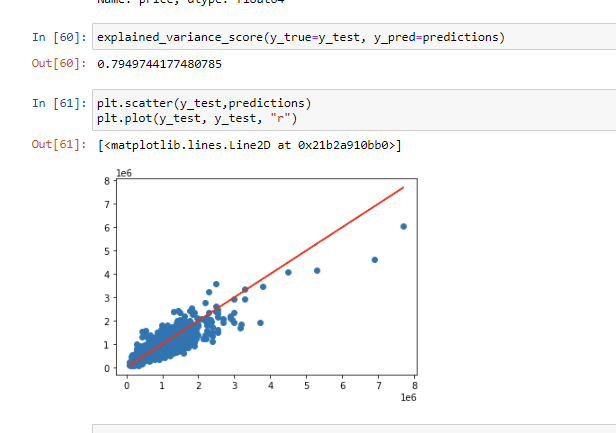 Name: price, dtype: float64
In [60]: explained_variance_score(y_true=y_test, y_pred=predictions)
Out[60]: 0.7949744177480785
In [61]: plt.scatter(y_test,predictions)
plt.plot(y_test, y_test, "r")
Out[61]: [<matplotlib.lines.Line2D at 0x21b2a910bb0>]
1e6
8
7
6
5
4
3
2
1
0
0 1 2 3 4 5 6 7 8
1e6